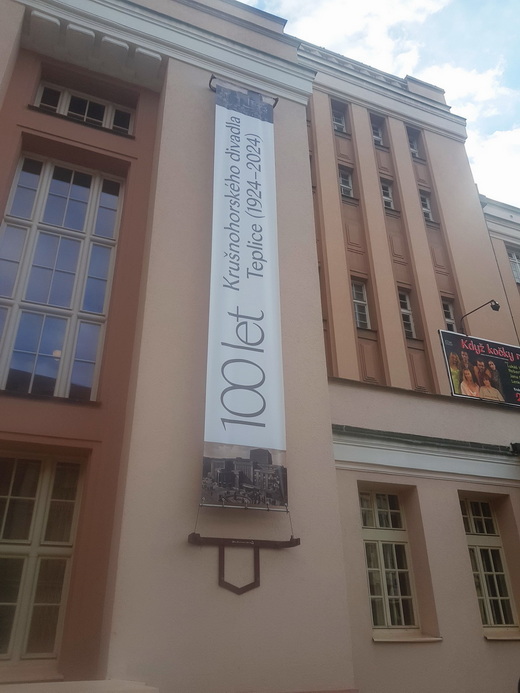 100 let
Krušnohorského divadla
Teplice (1924–2024)
Když kočky n